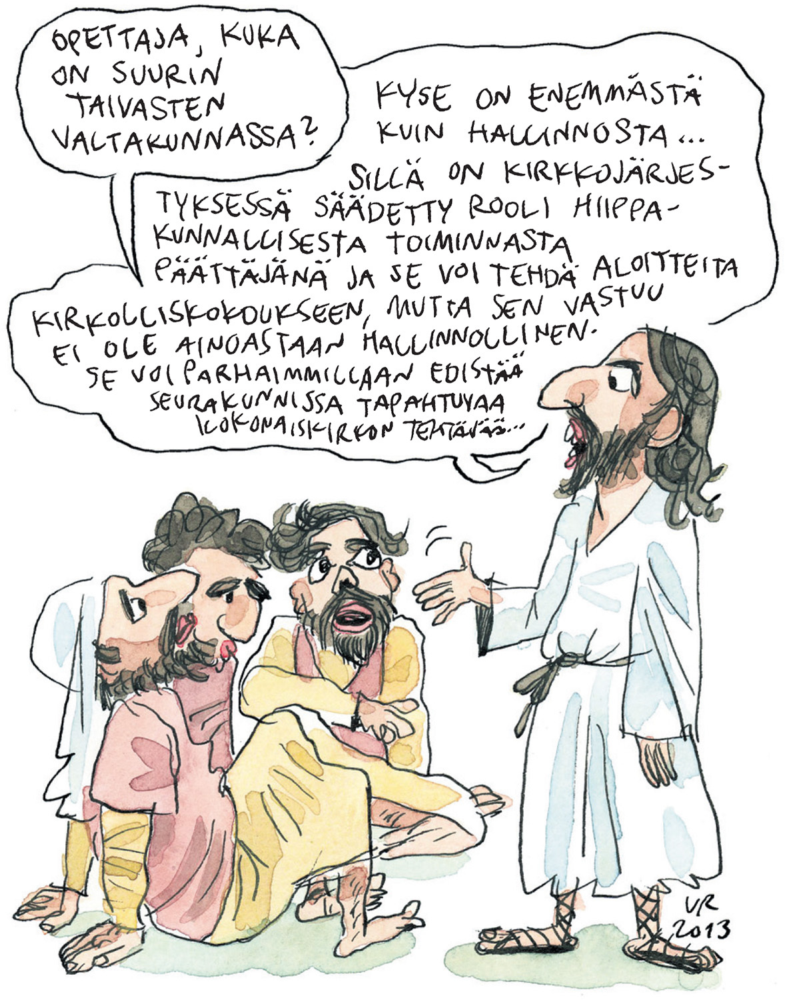 OPETTAJA, KUKA
ON SUURIN
TAIVASTEN
VALTAKUNNASSA?
KYSE ON ENEMMÄSTÄ
KUIN HALLINNOSTA...
SILLÄ ON KIRKKOJÄRJES-
TYKSESSÄ SÄÄDETTY ROOLI HIIPPA-
KUNNALLISESTA TOIMINNASTA
PÄÄTTÄJÄNÄ JA SE VOI TEHDÄ ALOITTEITA
KIRKOLLISKOKOUKSEEN, MUTTA SEN VASTUU
EI OLE AINOASTAAN HALLINNOLLINEN.
SE VOI PARHAIMMILLAAN EDISTÄÄ
SEURAKUNNISSA TAPAHTUVAA
KOKONAISKIRKON TEHTÄVÄÄ...
VR
2013